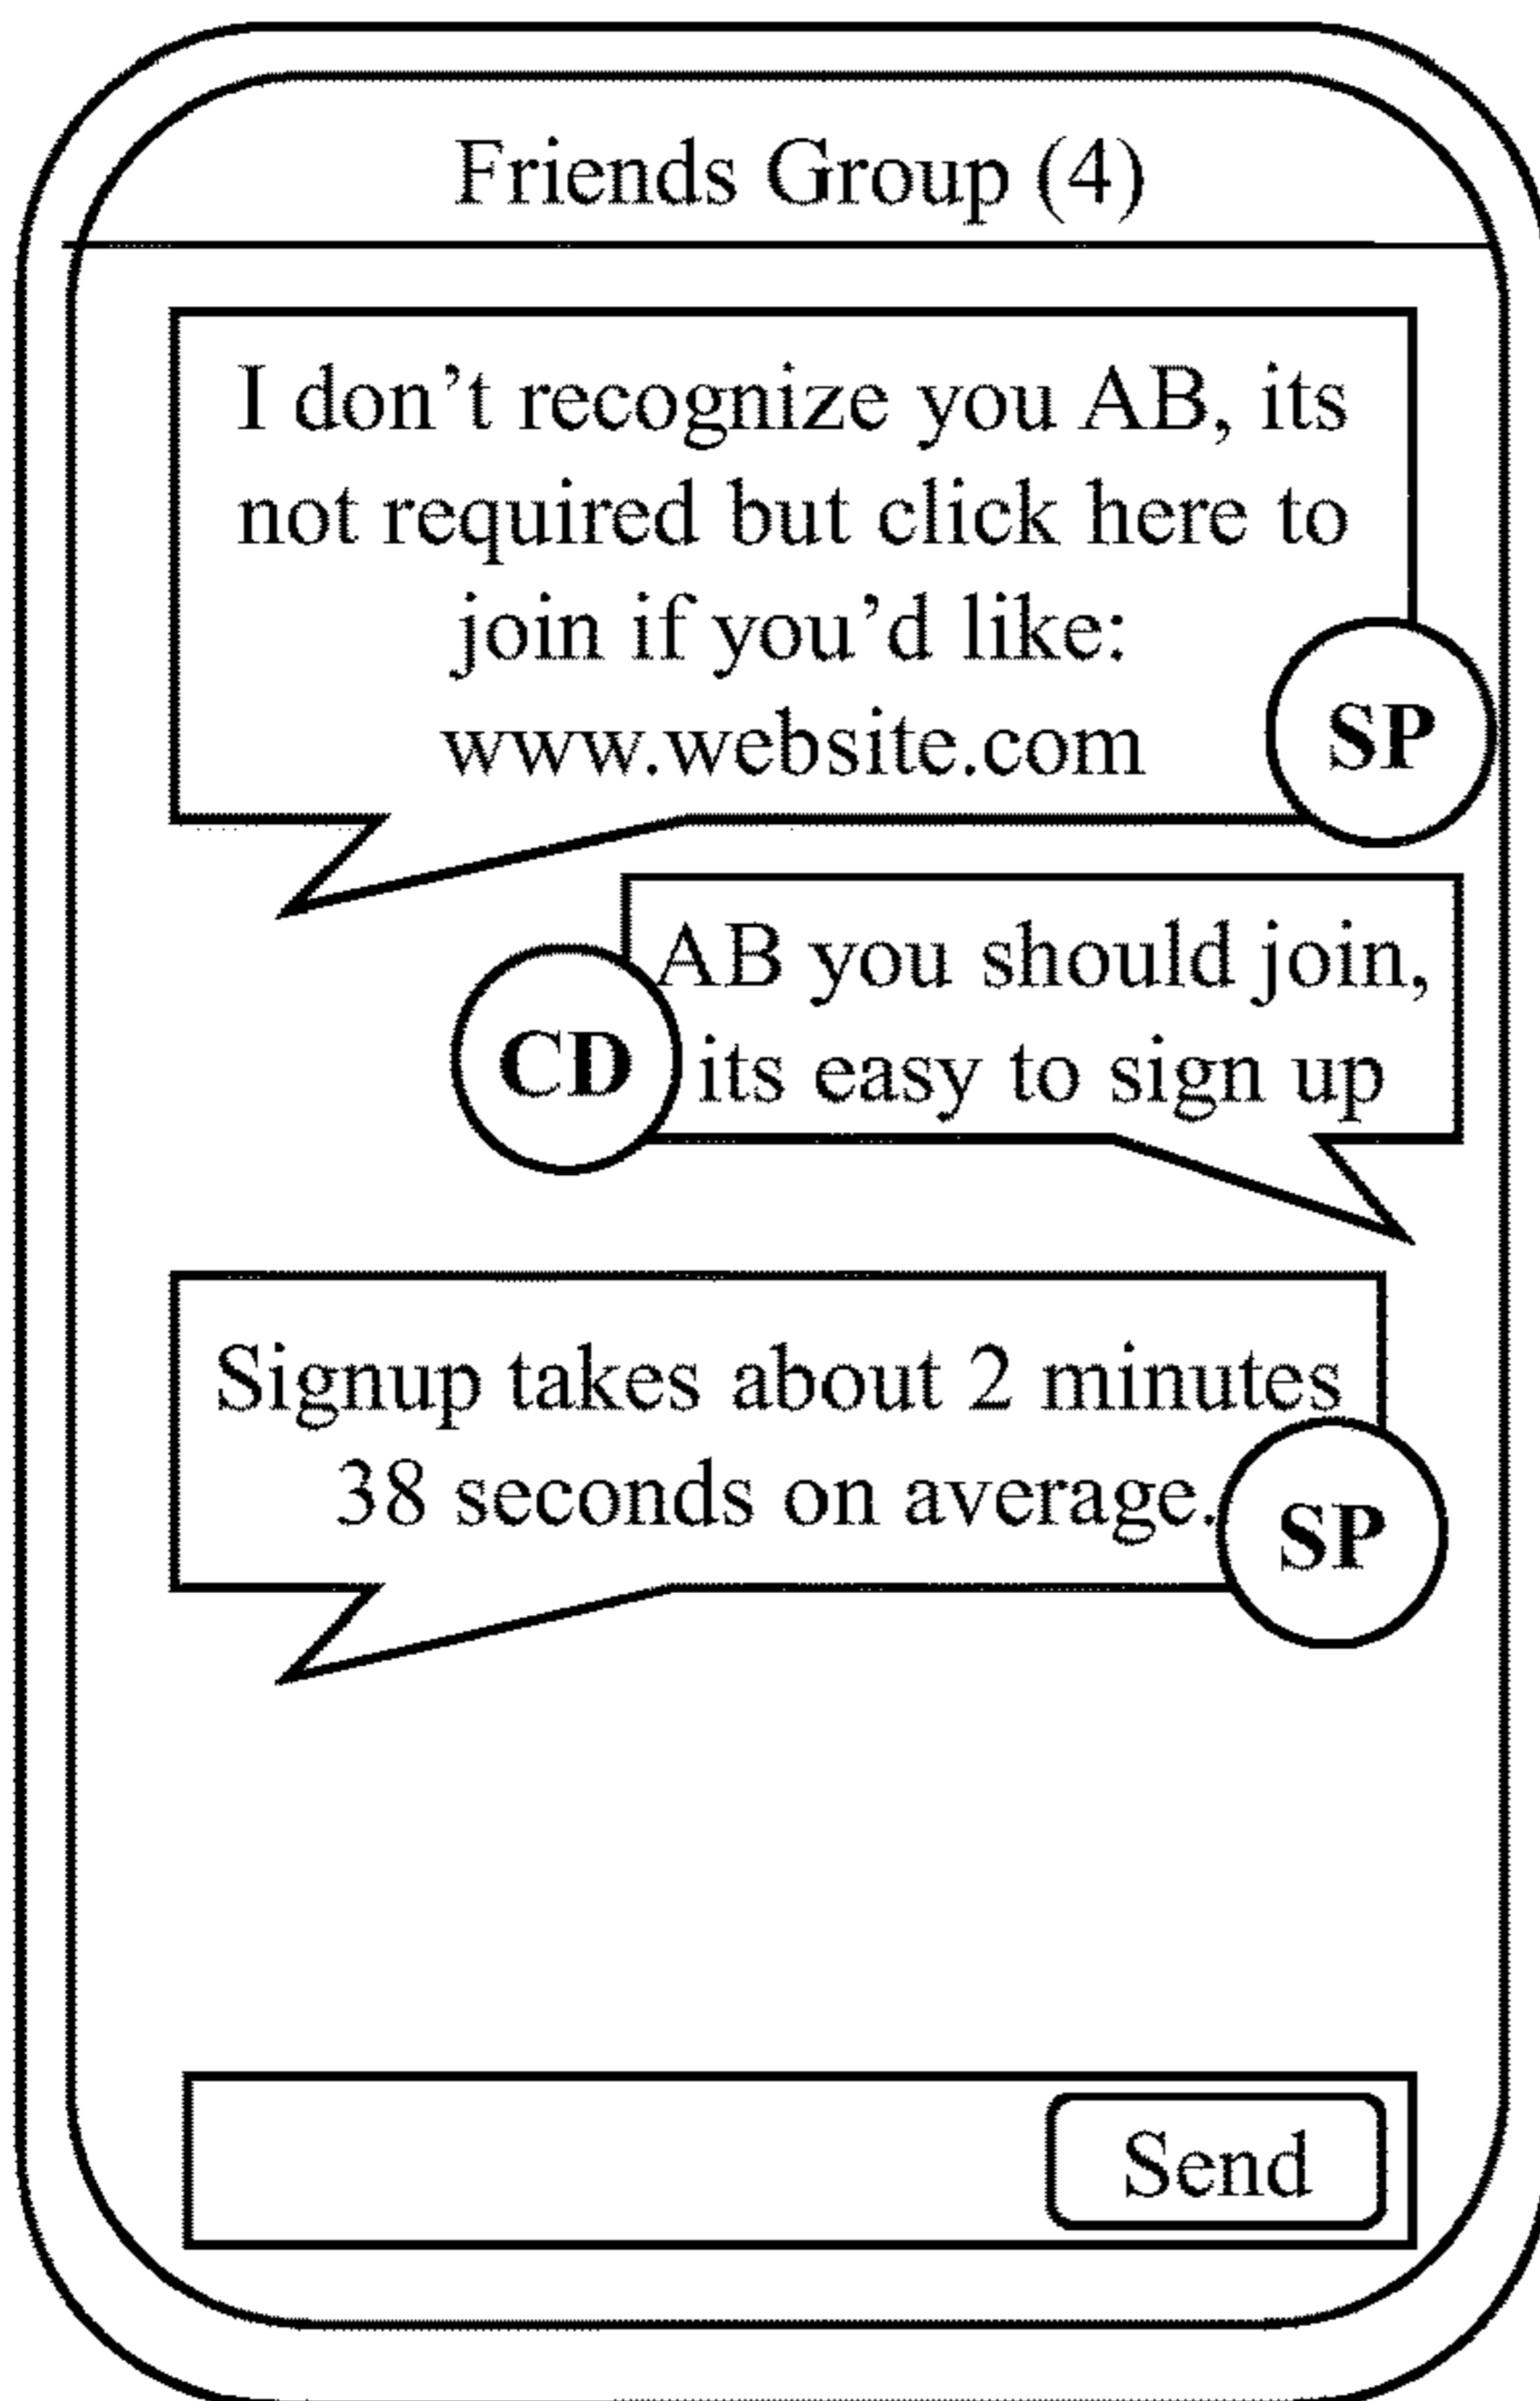 Friends Group (4)
I don’t recognize you AB, its
not required but click here to
join if you’d like:
www.website.com
SP
AB you should join,
its easy to sign up
CD
Signup takes about 2 minutes
38 seconds on average.
SP
Send